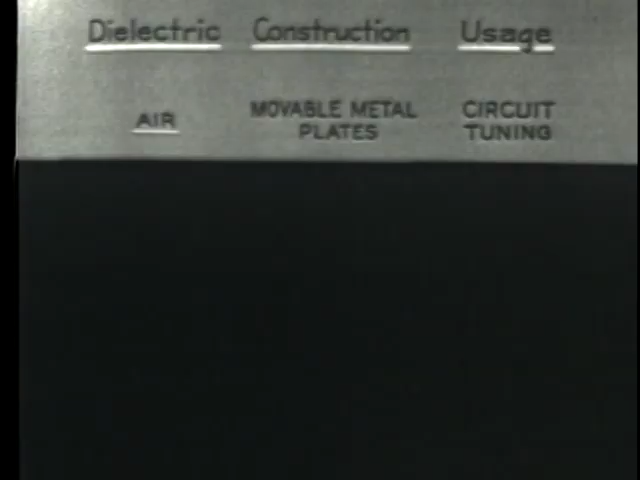 Dielectric Construction Usage
AIR MOVABLE METAL PLATES CIRCUIT TUNING